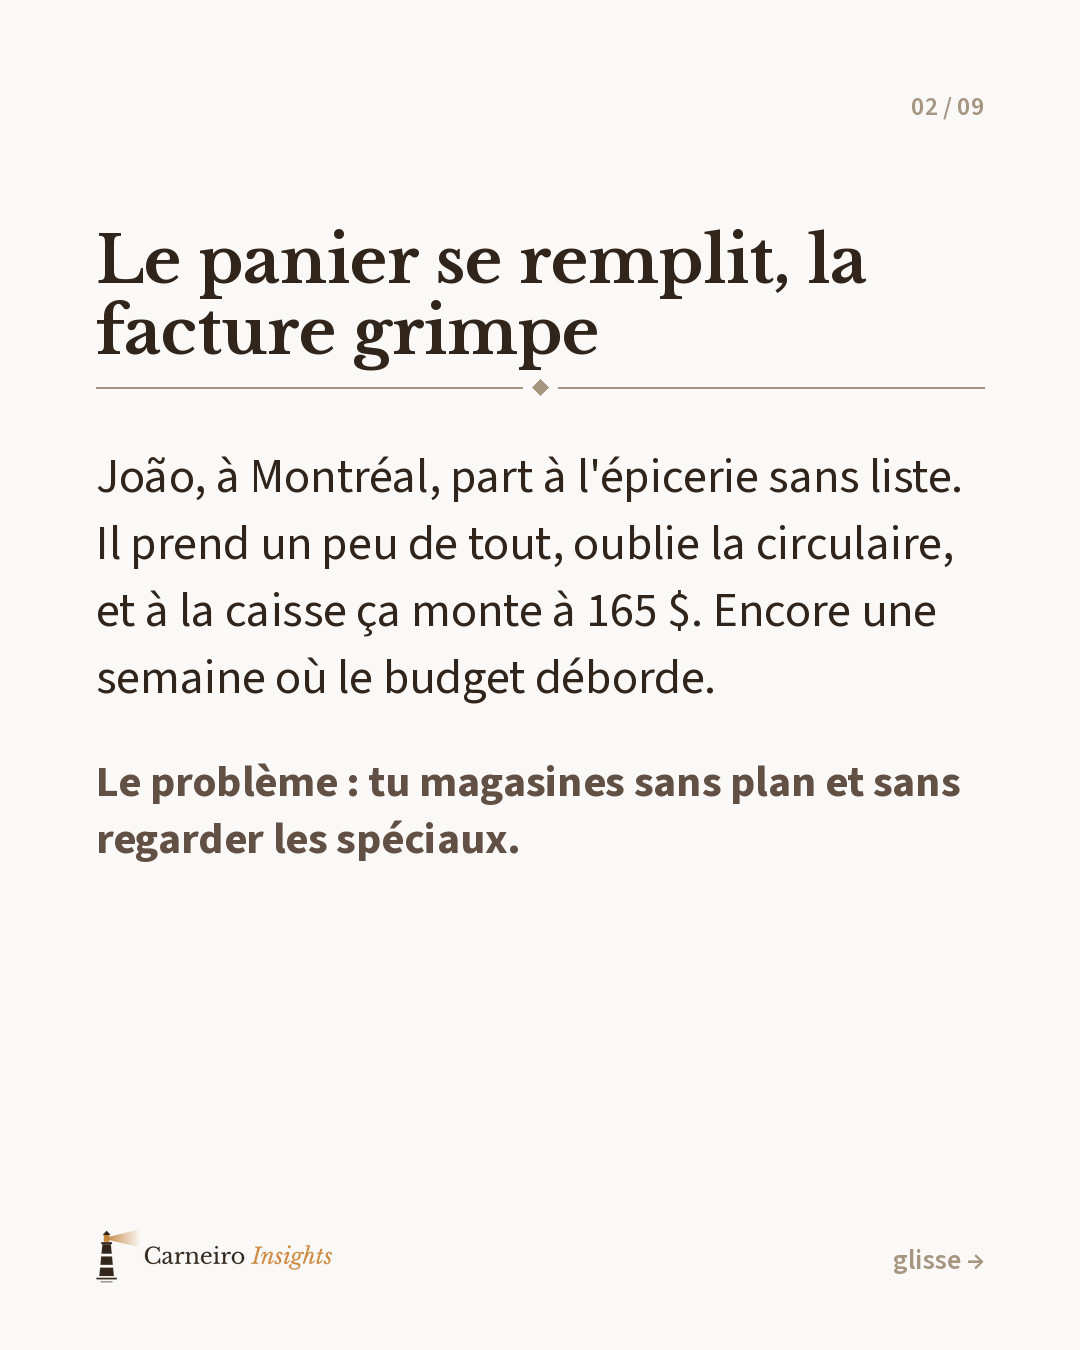 02 / 09
Le panier se remplit, la
facture grimpe
João, à Montréal, part à l'épicerie sans liste.
Il prend un peu de tout, oublie la circulaire,
et à la caisse ça monte à 165 $. Encore une
semaine où le budget déborde.
Le problème : tu magasines sans plan et sans
regarder les spéciaux.
Carneiro Insights
glisse →